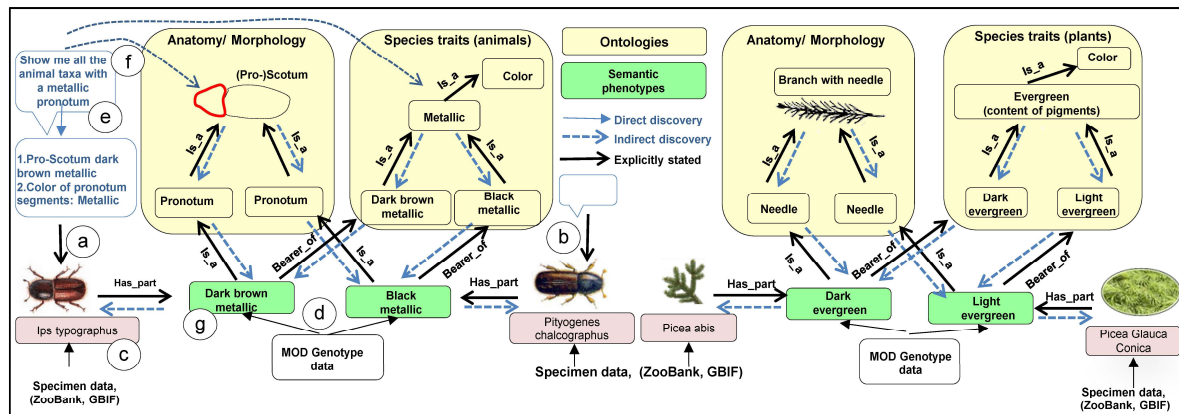 Show me all the
animal taxa with
a metallic
pronotum
f
e
1.Pro-Scotum dark
brown metallic
2.Color of pronotum
segments: Metallic
a
Ips typographus
c
Specimen data,
(ZooBank, GBIF)
Has_part
Anatomy/ Morphology
(Pro-)Scotum
Is_a
Is_a
Pronotum
Pronotum
Is_a
Bearer_of
Is_a
Bearer_of
Dark brown
metallic
g
d
Black
metallic
MOD Genotype
data
Species traits (animals)
Color
Is_a
Metallic
Is_a
Is_a
Dark brown
metallic
Black
metallic
Has_part
Ontologies
Semantic
phenotypes
Direct discovery
Indirect discovery
Explicitly stated
b
Pityogenes
chalcographus
Specimen data, (ZooBank, GBIF)
Picea abis
Has_part
Anatomy/ Morphology
Branch with needle
Is_a
Is_a
Needle
Needle
Is_a
Bearer_of
Is_a
Bearer_of
Dark
evergreen
Light
evergreen
MOD Genotype
data
Species traits (plants)
Color
Is_a
Evergreen
(content of pigments)
Is_a
Is_a
Dark
evergreen
Light
evergreen
Has_part
Picea Glauca
Conica
Specimen data,
(ZooBank, GBIF)